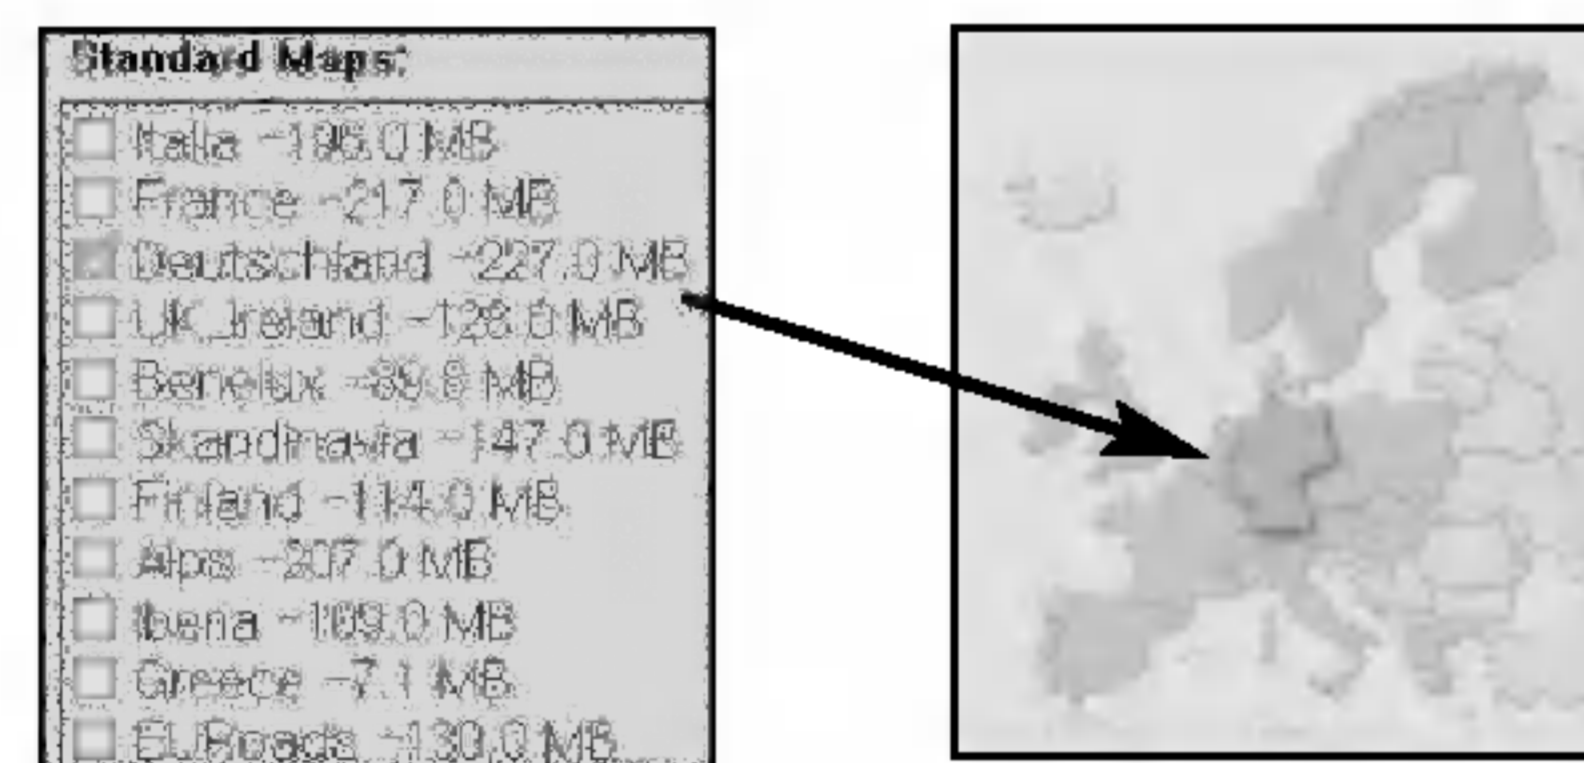 Standard Maps:
Italia ~195.0 MB
France ~217.0 MB
Deutschland ~227.0 MB
UK_Ireland ~128.0 MB
Benelux ~89.8 MB
Skandinavia ~147.0 MB
Finland ~114.0 MB
Alps ~207.0 MB
Iberia ~109.0 MB
Greece ~7.1 MB
EURoads ~130.0 MB